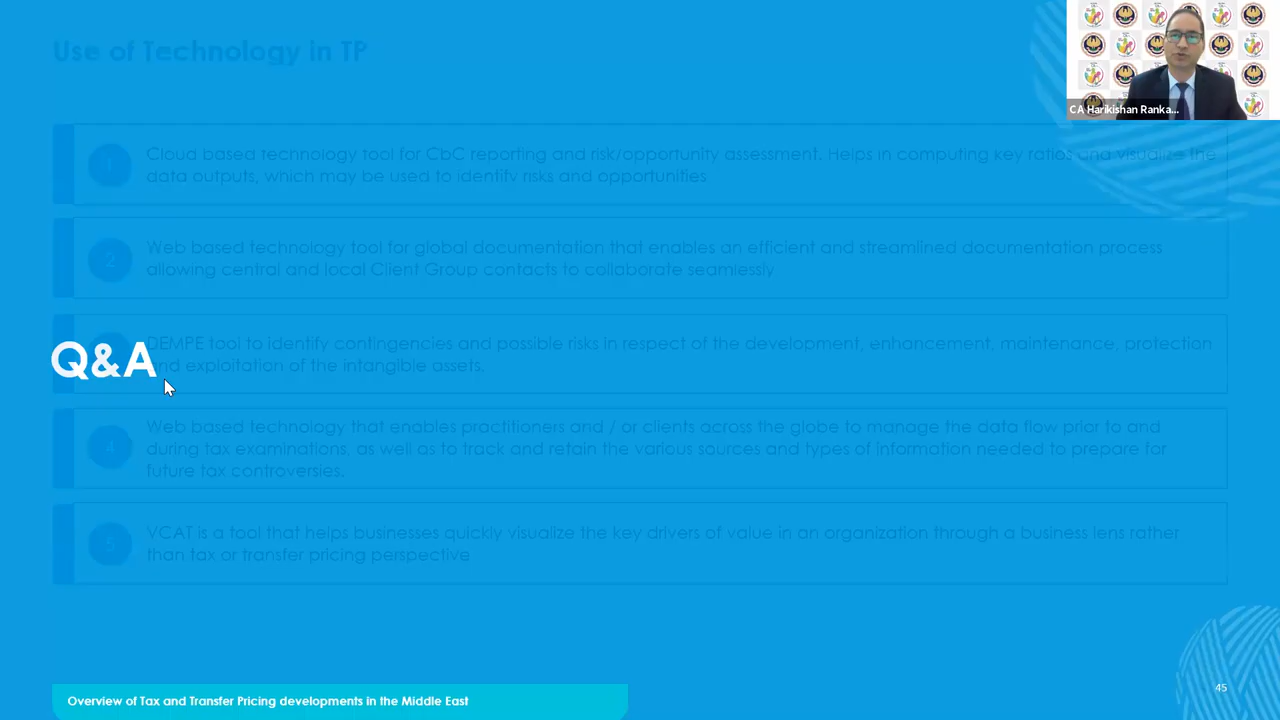 Use of Technology in TP
CA Harikishan Ranka...
1
Cloud based technology tool for CbC reporting and risk/opportunity assessment. Helps in computing key ratios and visualize the
data outputs, which may be used to identify risks and opportunities
2
Web based technology tool for global documentation that enables an efficient and streamlined documentation process
allowing central and local Client Group contacts to collaborate seamlessly
DEMPE tool to identify contingencies and possible risks in respect of the development, enhancement, maintenance, protection
and exploitation of the intangible assets.
Q&A
4
Web based technology that enables practitioners and / or clients across the globe to manage the data flow prior to and
during tax examinations, as well as to track and retain the various sources and types of information needed to prepare for
future tax controversies.
5
VCAT is a tool that helps businesses quickly visualize the key drivers of value in an organization through a business lens rather
than tax or transfer pricing perspective
Overview of Tax and Transfer Pricing developments in the Middle East
45